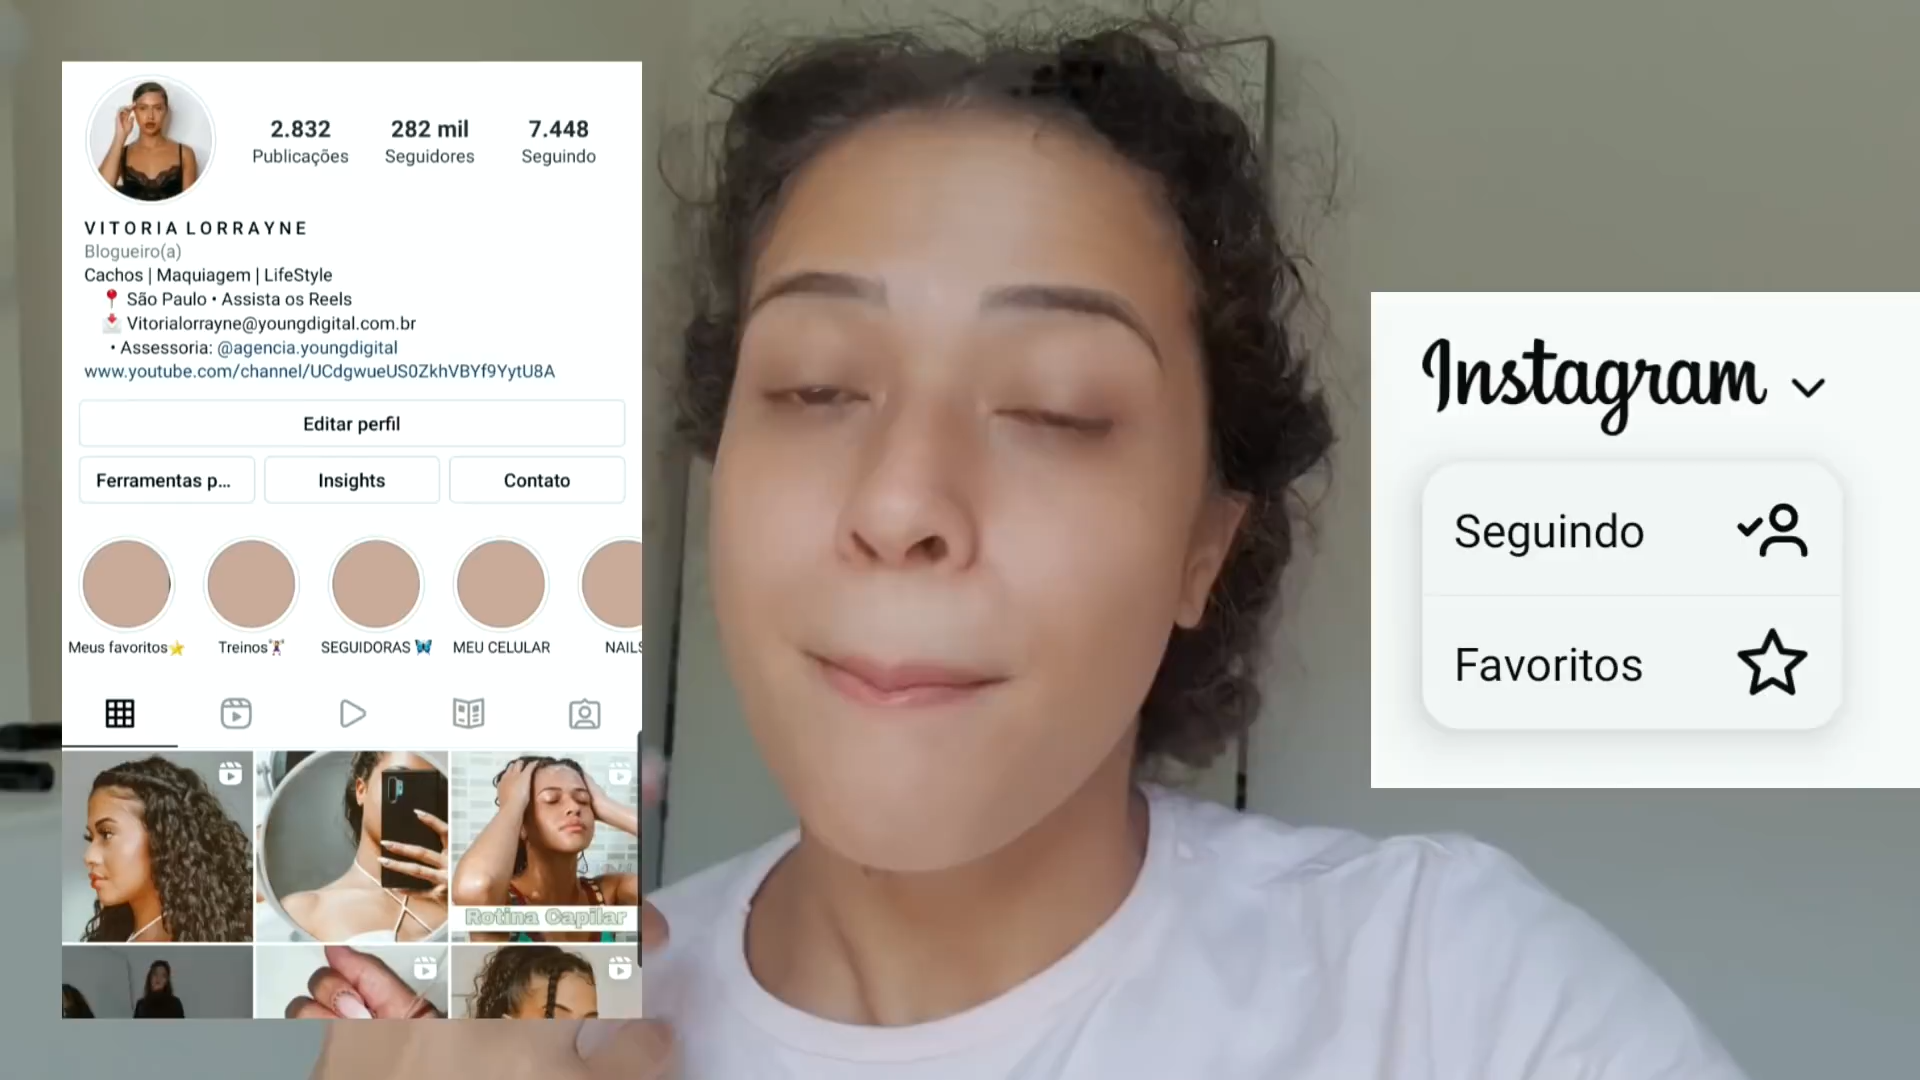 2.832 282 mil 7.448
Publicações Seguidores Seguindo
VITORIA LORRAYNE
Blogueiro(a)
Cachos | Maquiagem | LifeStyle
📍 São Paulo • Assista os Reels
📩 Vitorialorrayne@youngdigital.com.br
• Assessoria: @agencia.youngdigital
www.youtube.com/channel/UCdgwueUS0ZkhVBYf9YytU8A
Editar perfil
Ferramentas p... Insights Contato
Meus favoritos⭐ Treinos🏋🏽‍♀️ SEGUIDORAS 🦋 MEU CELULAR NAILS
Rotina Capilar
Instagram
Seguindo
Favoritos